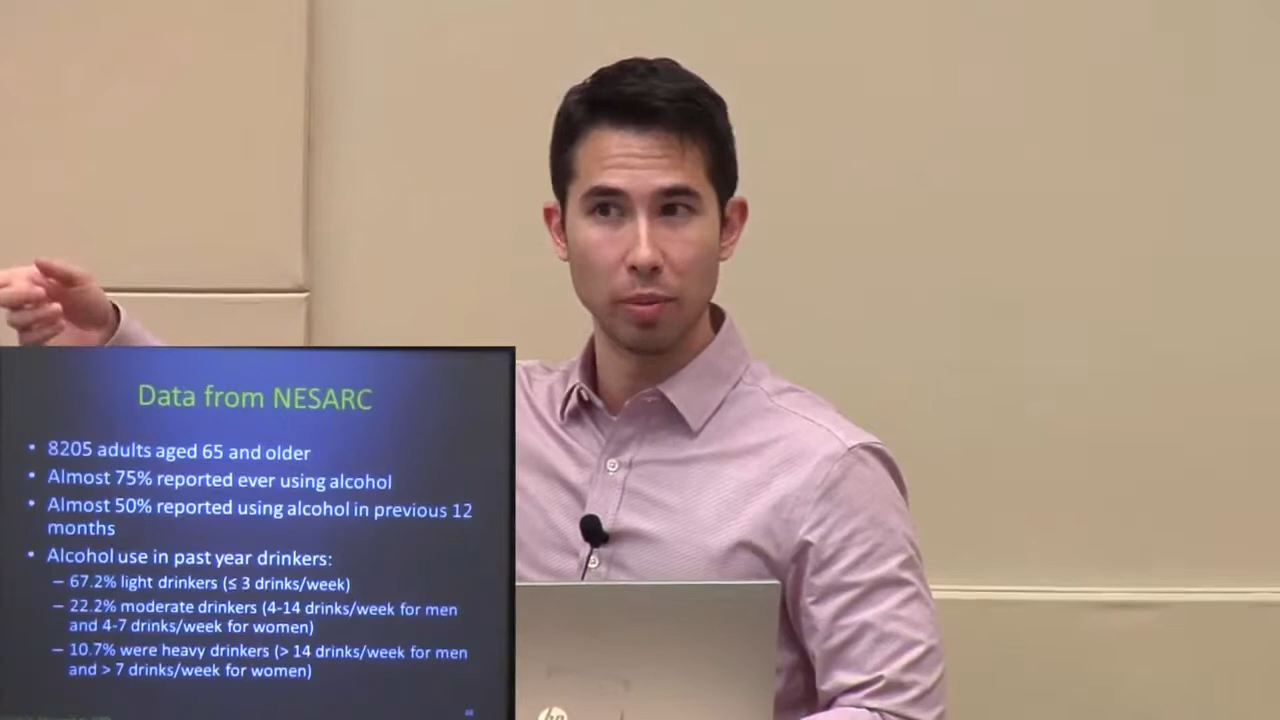 Data from NESARC
• 8205 adults aged 65 and older
• Almost 75% reported ever using alcohol
• Almost 50% reported using alcohol in previous 12
months
• Alcohol use in past year drinkers:
– 67.2% light drinkers (≤ 3 drinks/week)
– 22.2% moderate drinkers (4-14 drinks/week for men
and 4-7 drinks/week for women)
– 10.7% were heavy drinkers (> 14 drinks/week for men
and > 7 drinks/week for women)
hp